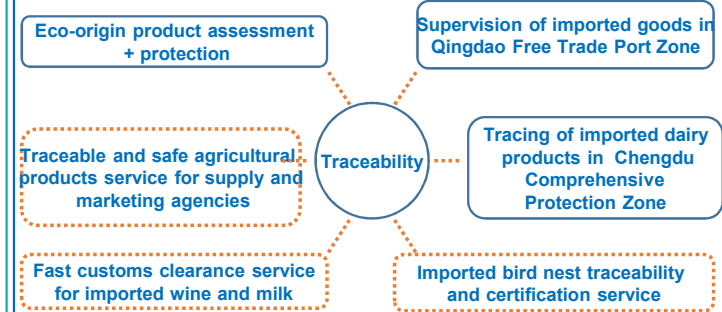 Eco-origin product assessment
+ protection
Supervision of imported goods in
Qingdao Free Trade Port Zone
Traceable and safe agricultural
products service for supply and
marketing agencies
Traceability
Tracing of imported dairy
products in Chengdu
Comprehensive
Protection Zone
Fast customs clearance service
for imported wine and milk
Imported bird nest traceability
and certification service